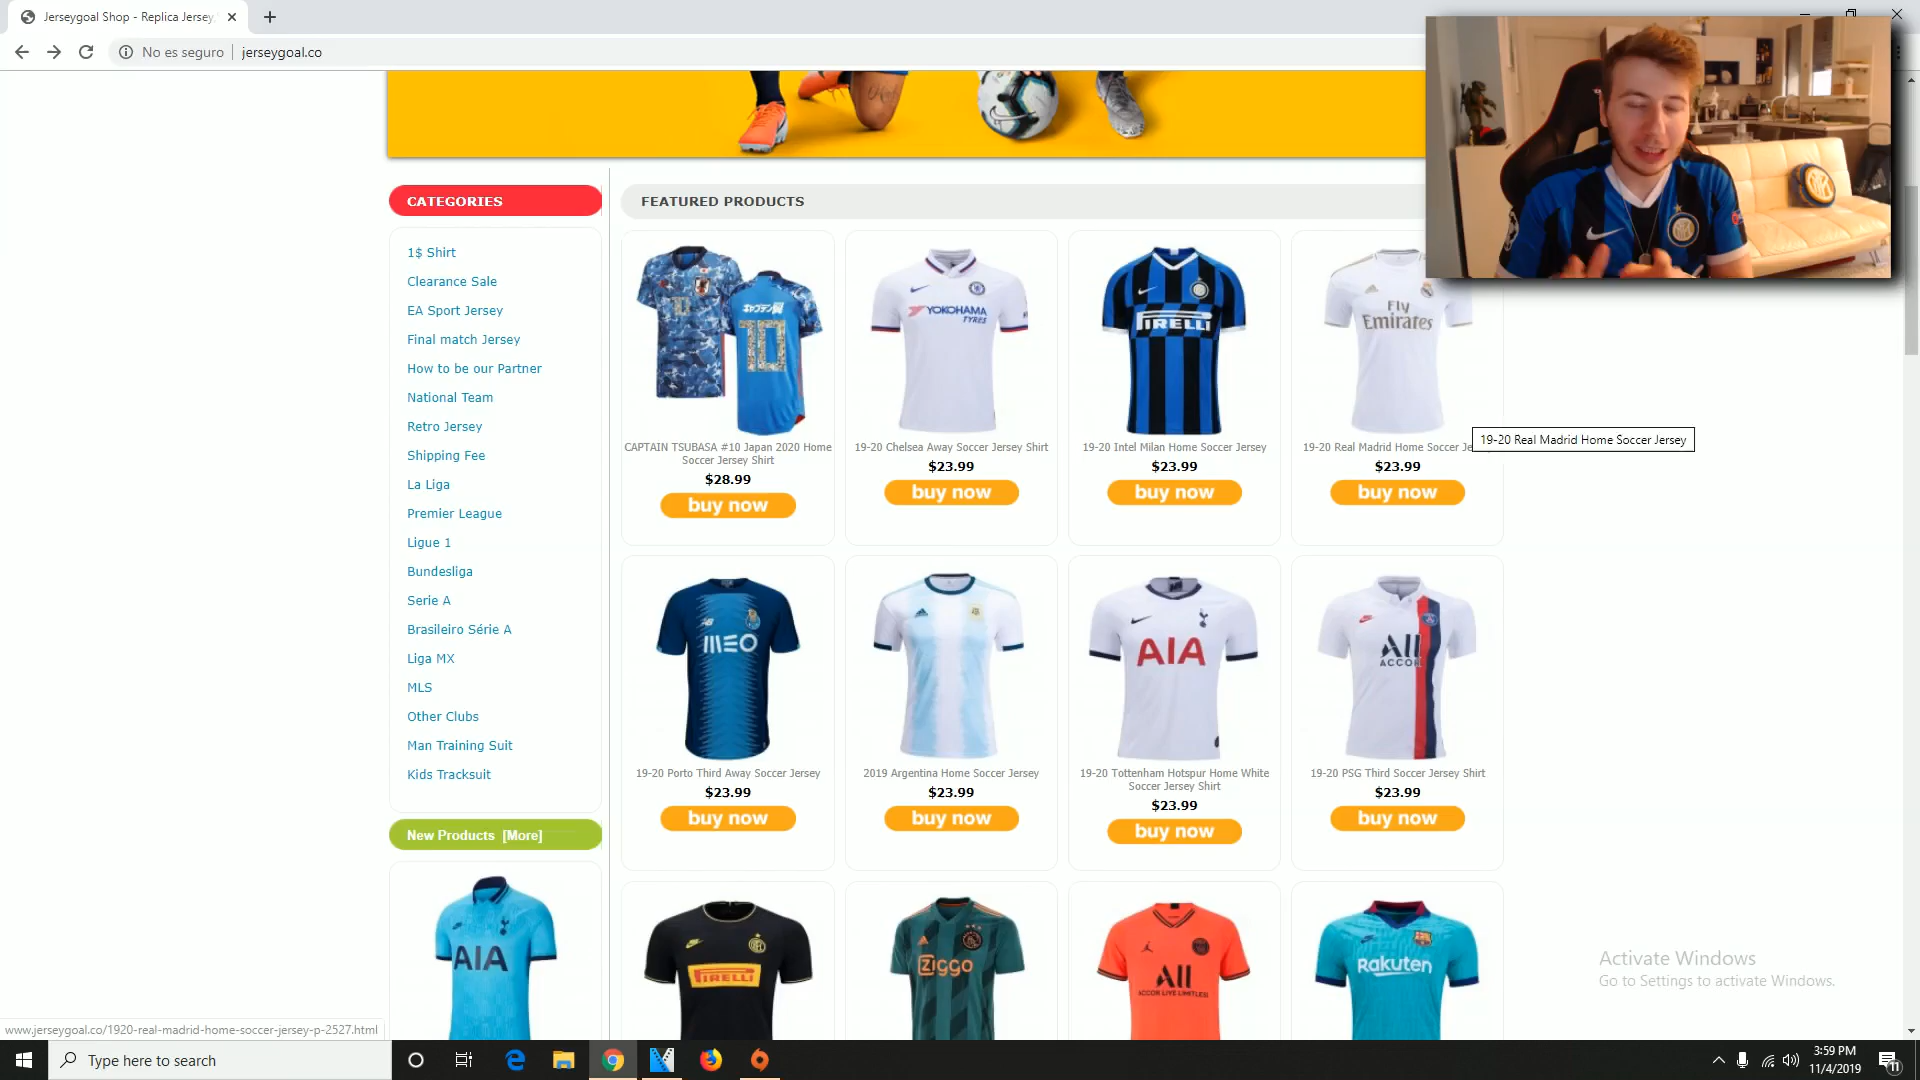 Jerseygoal Shop - Replica Jersey,
No es seguro
jerseygoal.co
CATEGORIES
1$ Shirt
Clearance Sale
EA Sport Jersey
Final match Jersey
How to be our Partner
National Team
Retro Jersey
Shipping Fee
La Liga
Premier League
Ligue 1
Bundesliga
Serie A
Brasileiro Série A
Liga MX
MLS
Other Clubs
Man Training Suit
Kids Tracksuit
New Products [More]
AIA
FEATURED PRODUCTS
10
CAPTAIN TSUBASA #10 Japan 2020 Home
Soccer Jersey Shirt
$28.99
buy now
YOKOHAMA
TYRES
19-20 Chelsea Away Soccer Jersey Shirt
$23.99
buy now
PIRELLI
19-20 Intel Milan Home Soccer Jersey
$23.99
buy now
Fly
Emirates
19-20 Real Madrid Home Soccer Je
$23.99
buy now
19-20 Real Madrid Home Soccer Jersey
MEO
19-20 Porto Third Away Soccer Jersey
$23.99
buy now
2019 Argentina Home Soccer Jersey
$23.99
buy now
AIA
19-20 Tottenham Hotspur Home White
Soccer Jersey Shirt
$23.99
buy now
All
ACCOR
19-20 PSG Third Soccer Jersey Shirt
$23.99
buy now
PIRELLI
Ziggo
All
ACCOR LIVE LIMITLESS
Rakuten
Activate Windows
Go to Settings to activate Windows.
www.jerseygoal.co/1920-real-madrid-home-soccer-jersey-p-2527.html
Type here to search
3:59 PM
11/4/2019
11